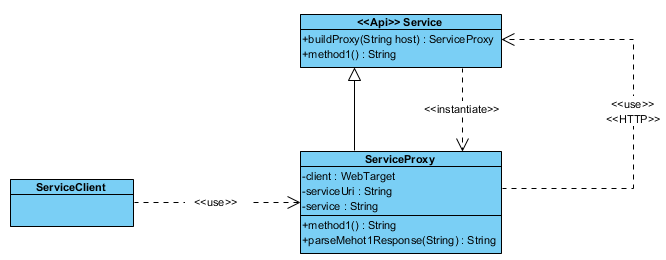 <<Api>> Service
+buildProxy(String host) : ServiceProxy
+method1() : String
<<instantiate>>
<<use>>
<<HTTP>>
ServiceProxy
-client : WebTarget
-serviceUri : String
-service : String
+method1() : String
+parseMehot1Response(String) : String
ServiceClient
<<use>>